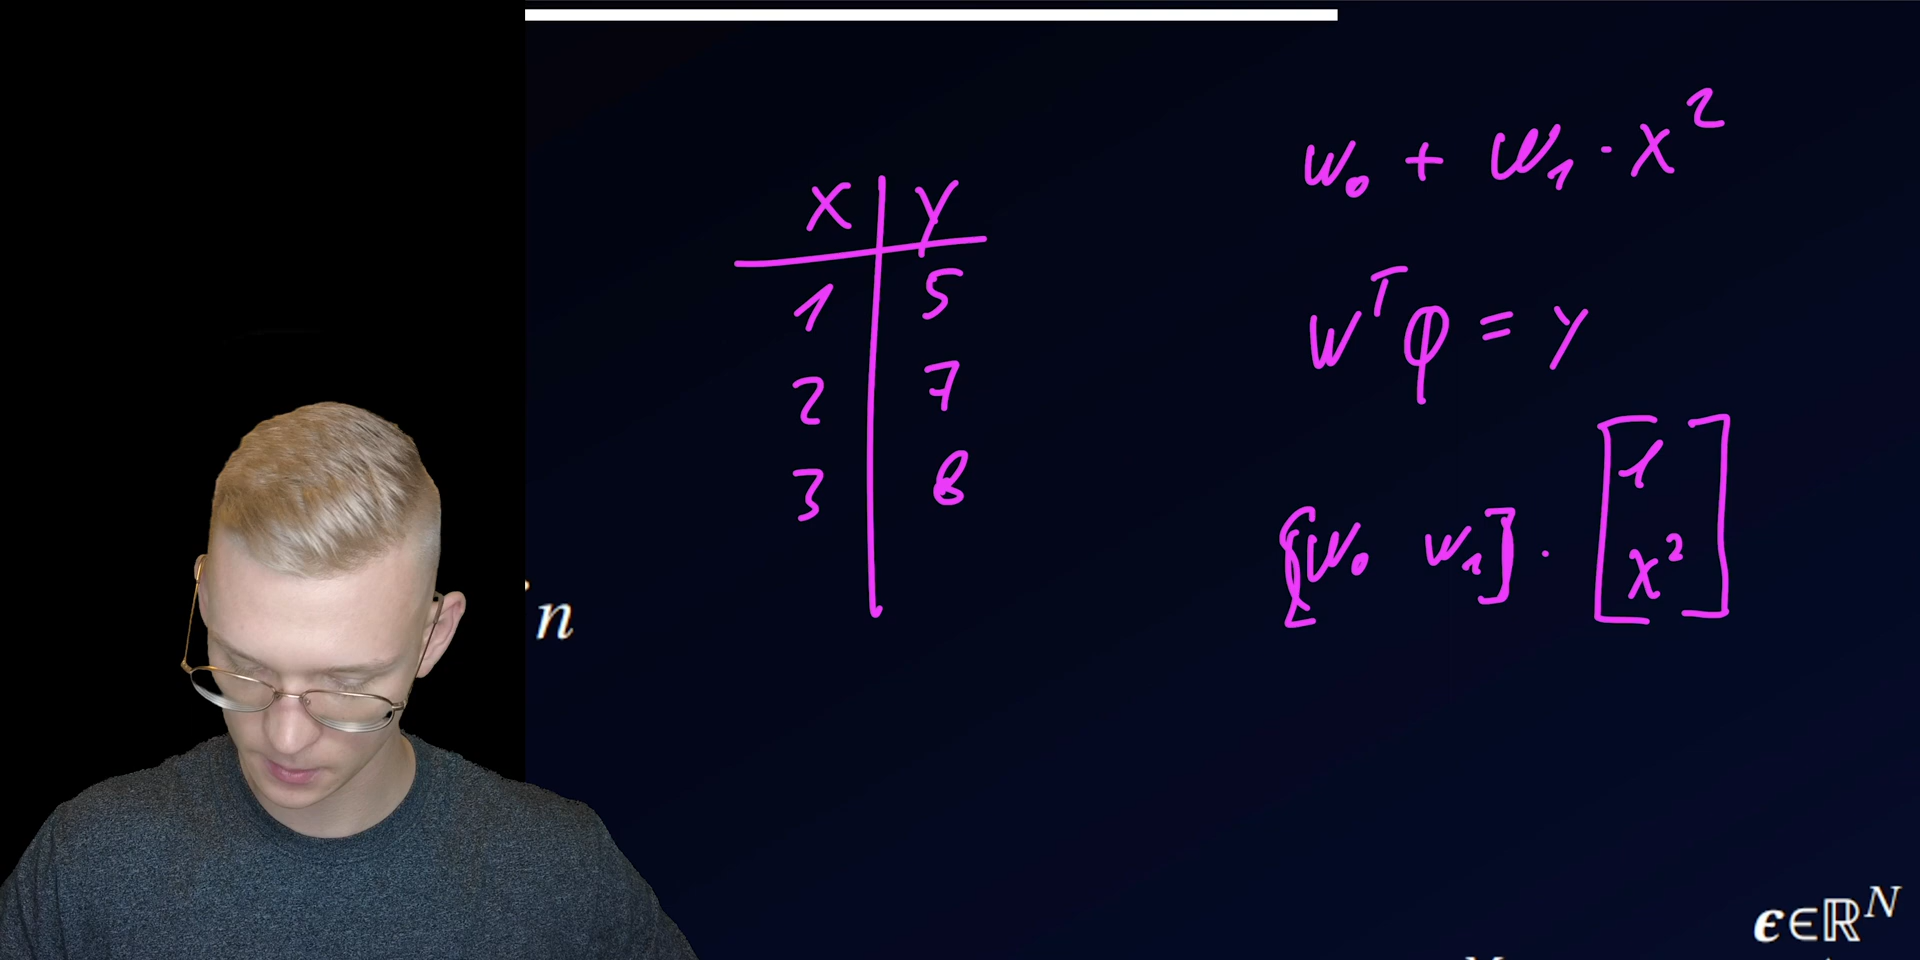 x y
1 5
2 7
3 8
w₀ + w₁ · x²
wᵀφ = y
[w₀ w₁] · [1
x²]
n
ϵ∈ℝᴺ